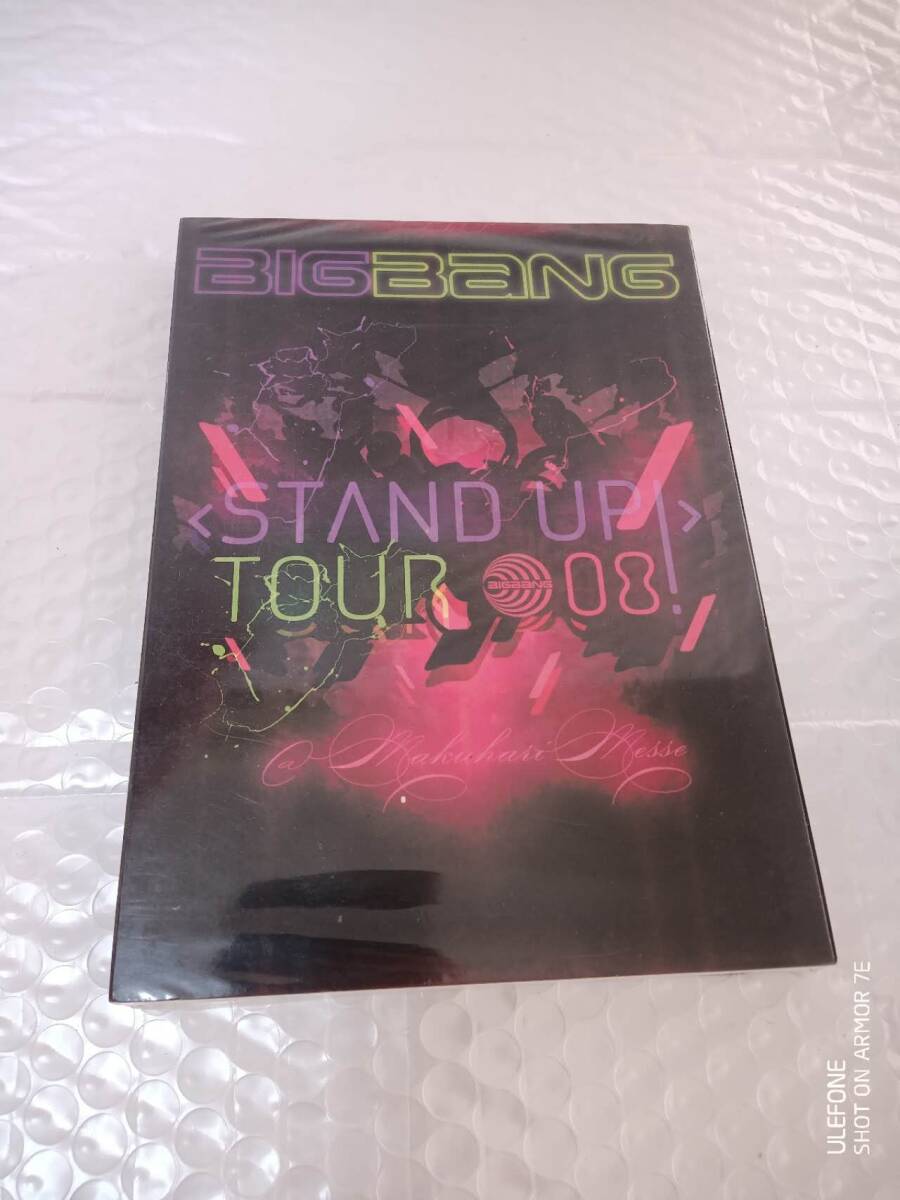 BIGBANG
<STAND UP!>
TOUR BIGBANG 08!
@ Makuhari Messe
ULEFONE
SHOT ON ARMOR 7E